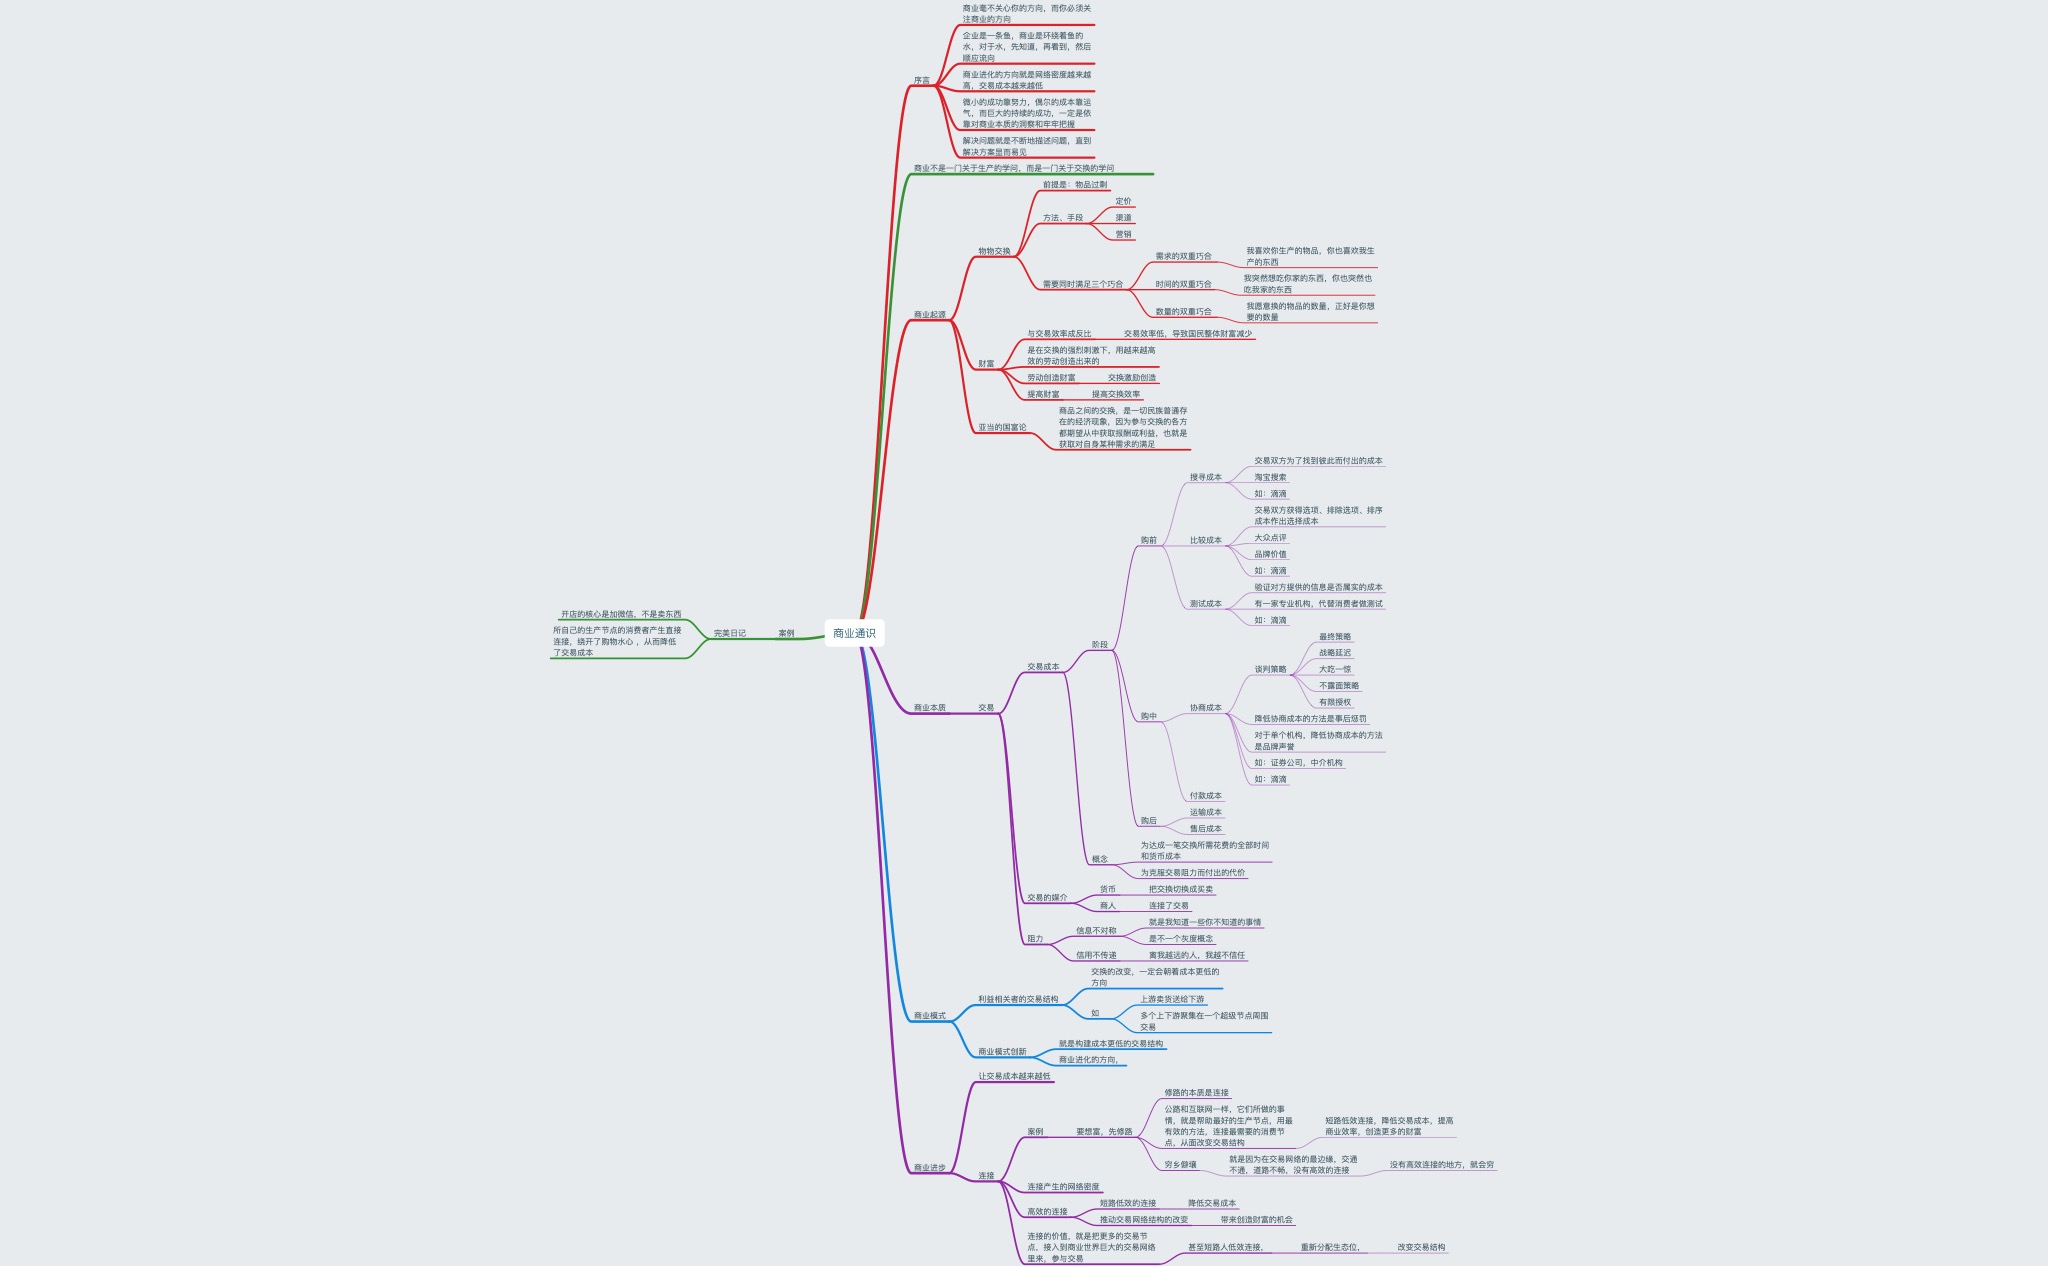 商业毫不关心你的方向，而你必须关
注商业的方向
企业是一条鱼，商业是环绕着鱼的
水，对于水，先知道，再看到，然后
顺应流向
序言
商业进化的方向就是网络密度越来越
高，交易成本越来越低
微小的成功靠努力，偶尔的成本靠运
气，而巨大的持续的成功，一定是依
靠对商业本质的洞察和牢牢把握
解决问题就是不断地描述问题，直到
解决方案显而易见
商业不是一门关于生产的学问，而是一门关于交换的学问
前提是：物品过剩
定价
方法、手段
渠道
营销
物物交换
需求的双重巧合
我喜欢你生产的物品，你也喜欢我生
产的东西
需要同时满足三个巧合
时间的双重巧合
我突然想吃你家的东西，你也突然也
吃我家的东西
数量的双重巧合
我愿意换的物品的数量，正好是你想
要的数量
商业起源
与交易效率成反比
交易效率低，导致国民整体财富减少
是在交换的强烈刺激下，用越来越高
效的劳动创造出来的
财富
劳动创造财富
交换激励创造
提高财富
提高交换效率
商品之间的交换，是一切民族普通存
在的经济现象，因为参与交换的各方
都期望从中获取报酬或利益，也就是
获取对自身某种需求的满足
亚当的国富论
交易双方为了找到彼此而付出的成本
搜寻成本
淘宝搜索
如：滴滴
交易双方获得选项、排除选项、排序
成本作出选择成本
购前
比较成本
大众点评
品牌价值
如：滴滴
验证对方提供的信息是否属实的成本
测试成本
有一家专业机构，代替消费者做测试
如：滴滴
开店的核心是加微信，不是卖东西
所自己的生产节点的消费者产生直接
连接，绕开了购物水心 ，从而降低
了交易成本
完美日记
案例
商业通识
最终策略
战略延迟
阶段
谈判策略
大吃一惊
不露面策略
有限授权
交易成本
商业本质
交易
购中
协商成本
降低协商成本的方法是事后惩罚
对于单个机构，降低协商成本的方法
是品牌声誉
如：证券公司，中介机构
如：滴滴
付款成本
购后
运输成本
售后成本
概念
为达成一笔交换所需花费的全部时间
和货币成本
为克服交易阻力而付出的代价
交易的媒介
货币
把交换切换成买卖
商人
连接了交易
阻力
信息不对称
就是我知道一些你不知道的事情
是不一个灰度概念
信用不传递
离我越远的人，我越不信任
交换的改变，一定会朝着成本更低的
方向
利益相关者的交易结构
如
上游卖货送给下游
多个上下游聚集在一个超级节点周围
交易
商业模式
商业模式创新
就是构建成本更低的交易结构
商业进化的方向，
让交易成本越来越低
修路的本质是连接
案例
要想富，先修路
公路和互联网一样，它们所做的事
情，就是帮助最好的生产节点，用最
有效的方法，连接最需要的消费节
点，从面改变交易结构
短路低效连接，降低交易成本，提高
商业效率，创造更多的财富
穷乡僻壤
就是因为在交易网络的最边缘，交通
不通，道路不畅，没有高效的连接
没有高效连接的地方，就会穷
商业进步
连接
连接产生的网络密度
高效的连接
短路低效的连接
降低交易成本
推动交易网络结构的改变
带来创造财富的机会
连接的价值，就是把更多的交易节
点，接入到商业世界巨大的交易网络
里来，参与交易
甚至短路人低效连接，
重新分配生态位，
改变交易结构